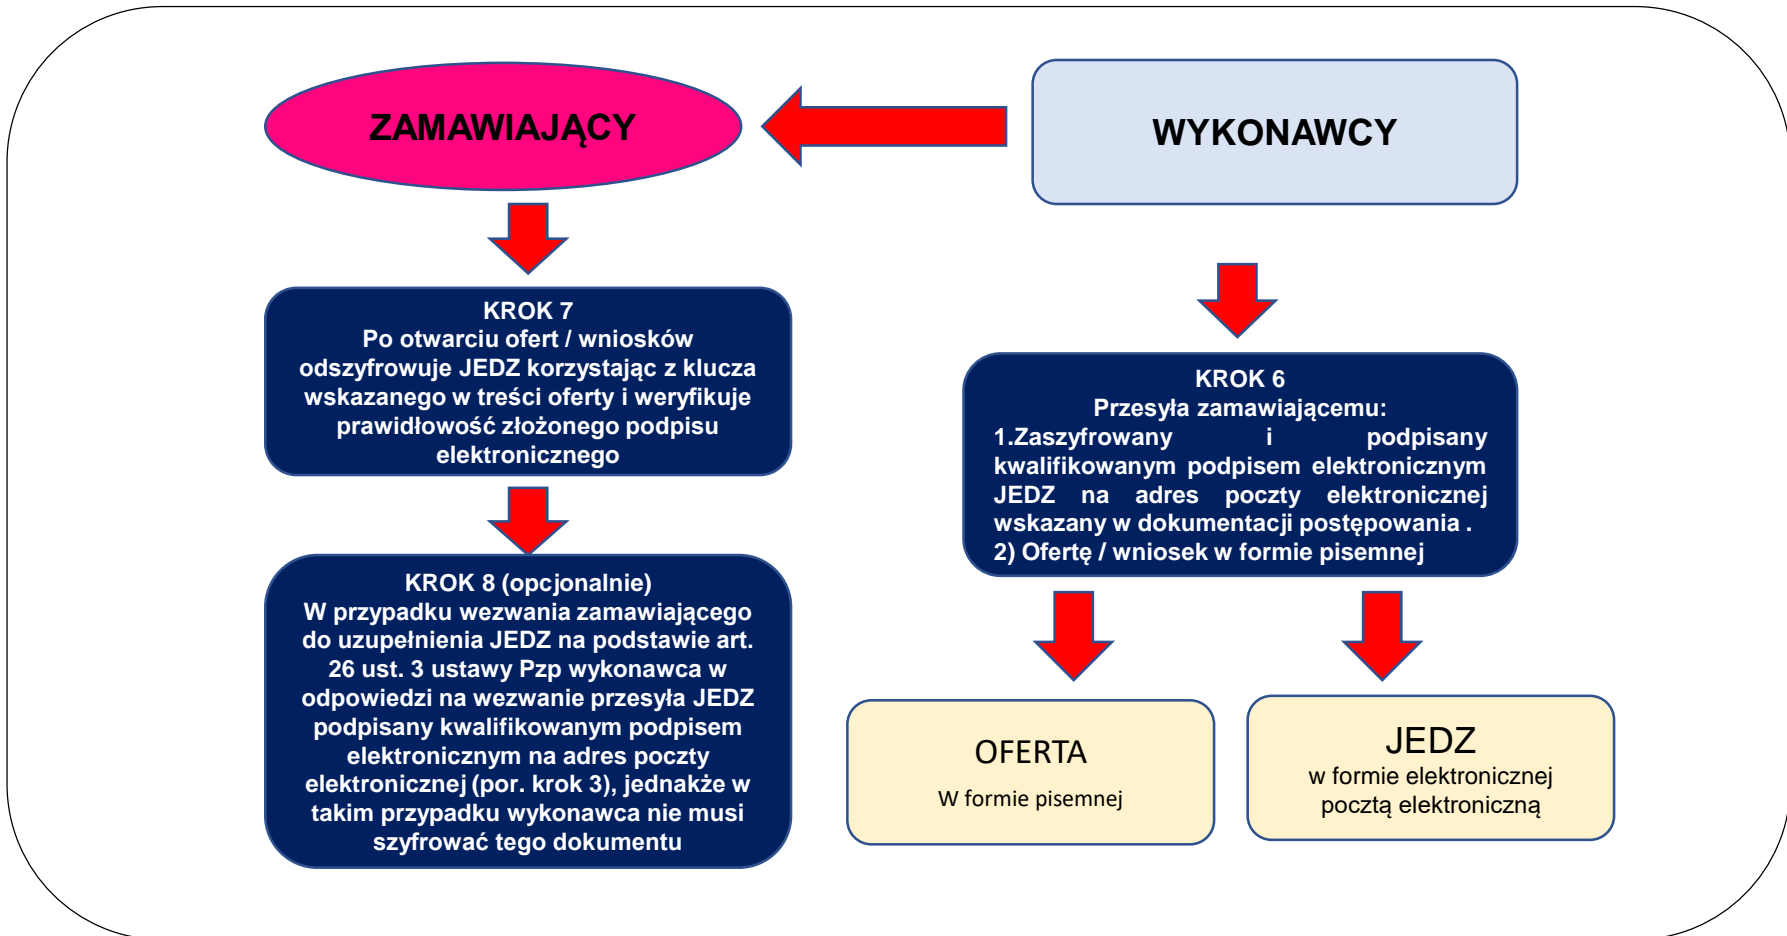 ZAMAWIAJĄCY
WYKONAWCY
KROK 7
Po otwarciu ofert / wniosków
odszyfrowuje JEDZ korzystając z klucza
wskazanego w treści oferty i weryfikuje
prawidłowość złożonego podpisu
elektronicznego
KROK 8 (opcjonalnie)
W przypadku wezwania zamawiającego
do uzupełnienia JEDZ na podstawie art.
26 ust. 3 ustawy Pzp wykonawca w
odpowiedzi na wezwanie przesyła JEDZ
podpisany kwalifikowanym podpisem
elektronicznym na adres poczty
elektronicznej (por. krok 3), jednakże w
takim przypadku wykonawca nie musi
szyfrować tego dokumentu
KROK 6
Przesyła zamawiającemu:
1.Zaszyfrowany i podpisany
kwalifikowanym podpisem elektronicznym
JEDZ na adres poczty elektronicznej
wskazany w dokumentacji postępowania .
2) Ofertę / wniosek w formie pisemnej
OFERTA
W formie pisemnej
JEDZ
w formie elektronicznej
pocztą elektroniczną